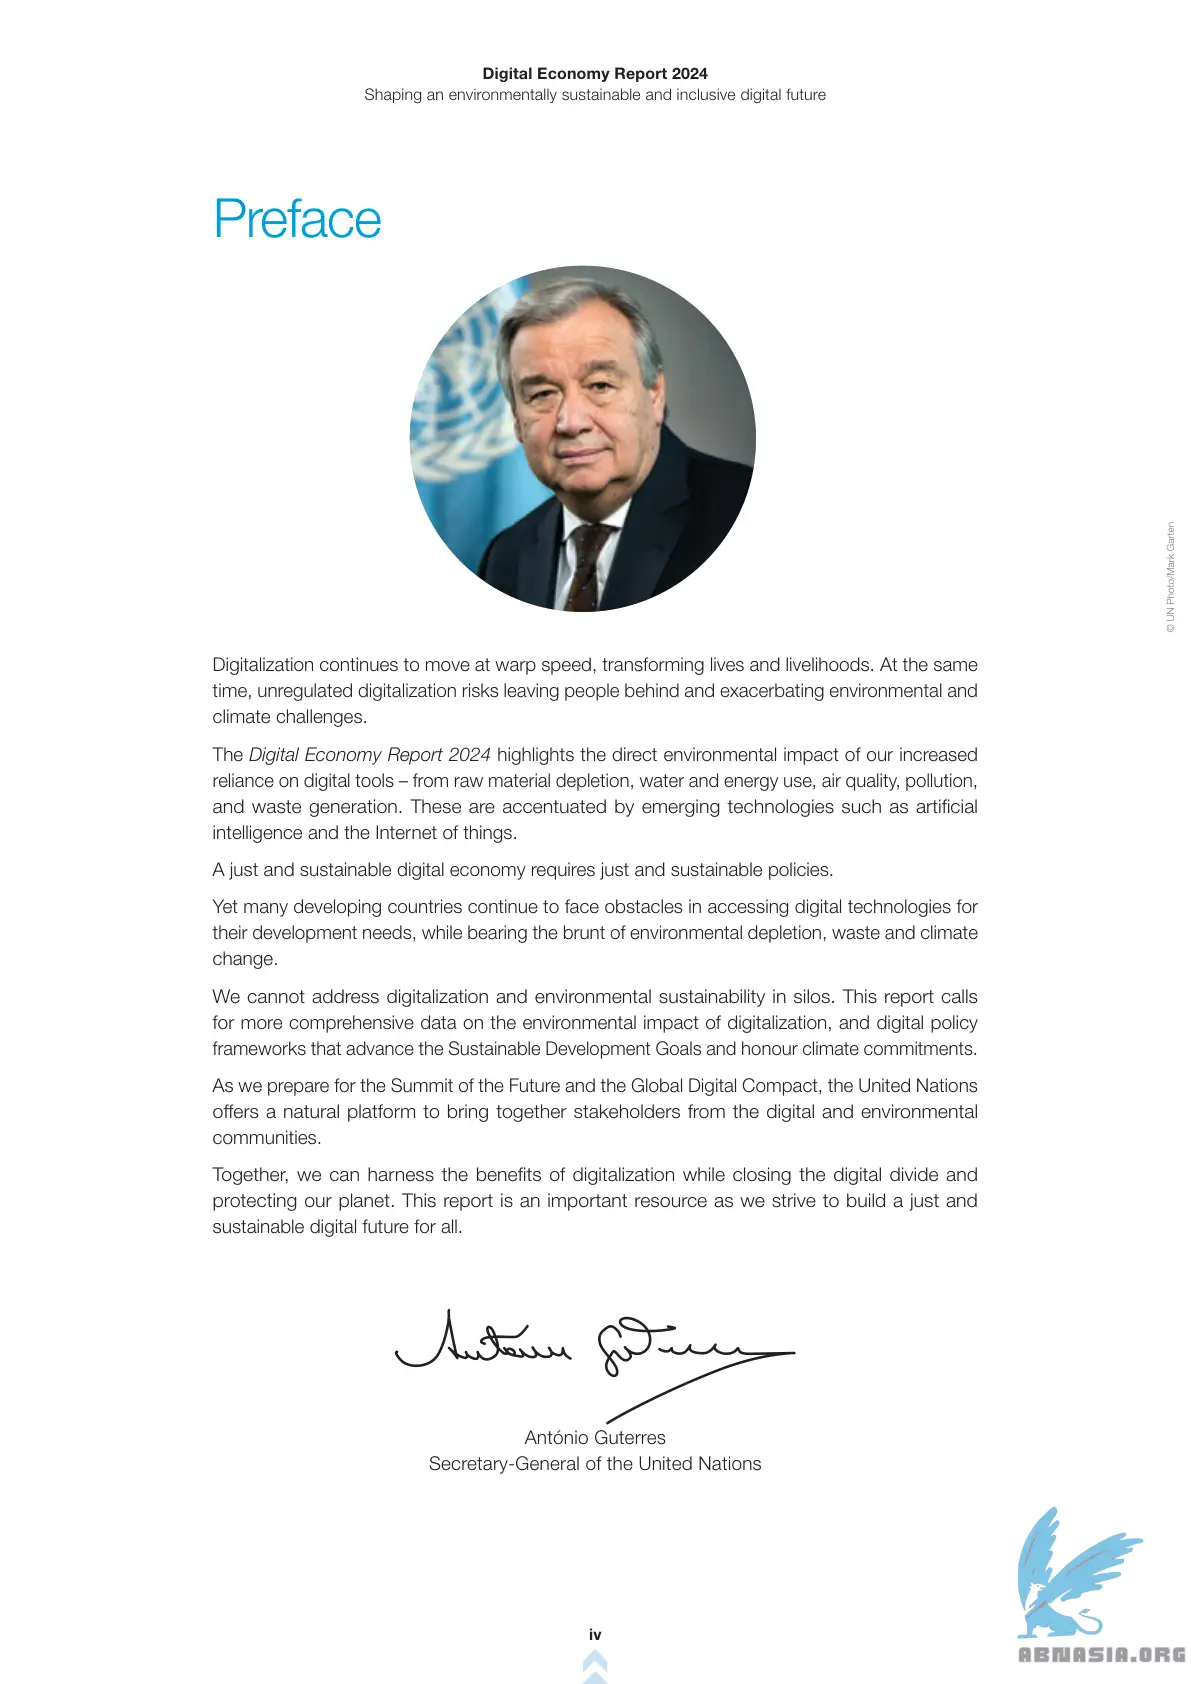 Digital Economy Report 2024
Shaping an environmentally sustainable and inclusive digital future
Preface
© UN Photo/Mark Garten
Digitalization continues to move at warp speed, transforming lives and livelihoods. At the same
time, unregulated digitalization risks leaving people behind and exacerbating environmental and
climate challenges.
The Digital Economy Report 2024 highlights the direct environmental impact of our increased
reliance on digital tools – from raw material depletion, water and energy use, air quality, pollution,
and waste generation. These are accentuated by emerging technologies such as artificial
intelligence and the Internet of things.
A just and sustainable digital economy requires just and sustainable policies.
Yet many developing countries continue to face obstacles in accessing digital technologies for
their development needs, while bearing the brunt of environmental depletion, waste and climate
change.
We cannot address digitalization and environmental sustainability in silos. This report calls
for more comprehensive data on the environmental impact of digitalization, and digital policy
frameworks that advance the Sustainable Development Goals and honour climate commitments.
As we prepare for the Summit of the Future and the Global Digital Compact, the United Nations
offers a natural platform to bring together stakeholders from the digital and environmental
communities.
Together, we can harness the benefits of digitalization while closing the digital divide and
protecting our planet. This report is an important resource as we strive to build a just and
sustainable digital future for all.
António Guterres
António Guterres
Secretary-General of the United Nations
iv
ABNASIA.ORG